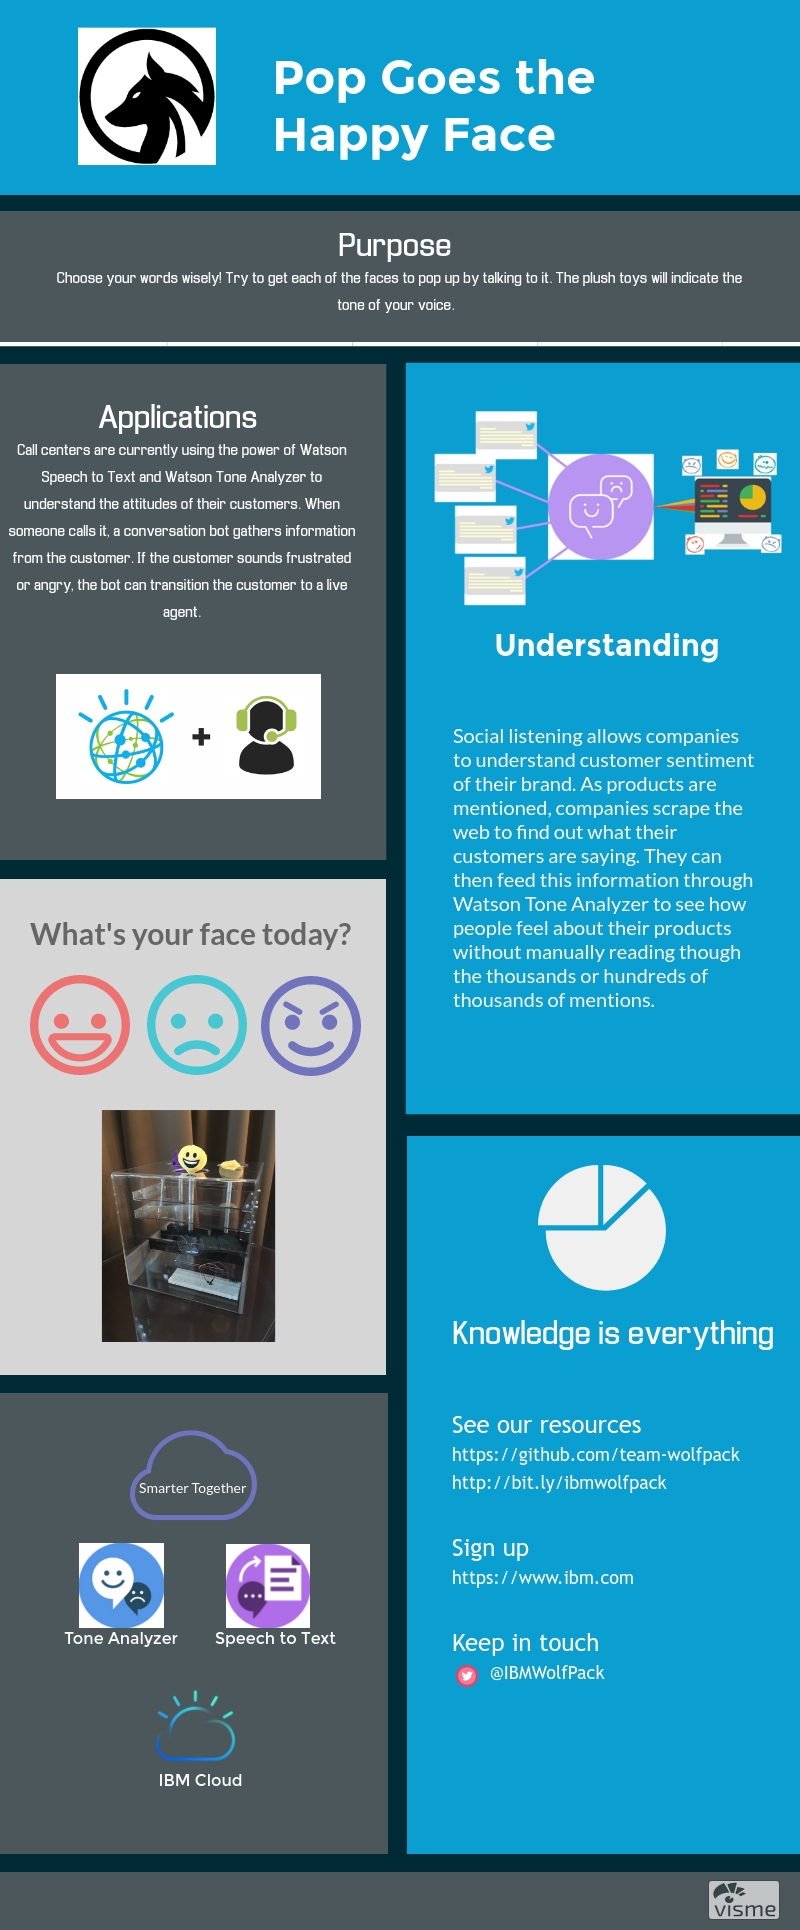 Pop Goes the
Happy Face
Purpose
Choose your words wisely! Try to get each of the faces to pop up by talking to it. The plush toys will indicate the
tone of your voice.
Applications
Call centers are currently using the power of Watson
Speech to Text and Watson Tone Analyzer to
understand the attitudes of their customers. When
someone calls it, a conversation bot gathers information
from the customer. If the customer sounds frustrated
or angry, the bot can transition the customer to a live
agent.
Understanding
Social listening allows companies
to understand customer sentiment
of their brand. As products are
mentioned, companies scrape the
web to find out what their
customers are saying. They can
then feed this information through
Watson Tone Analyzer to see how
people feel about their products
without manually reading though
the thousands or hundreds of
thousands of mentions.
What's your face today?
Smarter Together
Tone Analyzer
Speech to Text
IBM Cloud
Knowledge is everything
See our resources
https://github.com/team-wolfpack
http://bit.ly/ibmwolfpack
Sign up
https://www.ibm.com
Keep in touch
@IBMWolfPack
visme